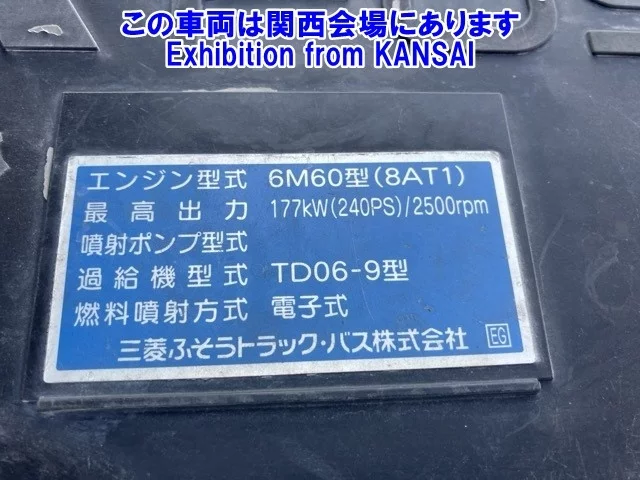 この車両は関西会場にあります
Exhibition from KANSAI
エンジン型式 6M60型(8AT1)
最高出力 177kW(240PS)/2500rpm
噴射ポンプ型式
過給機型式 TD06-9型
燃料噴射方式 電子式
三菱ふそうトラック・バス株式会社 EG